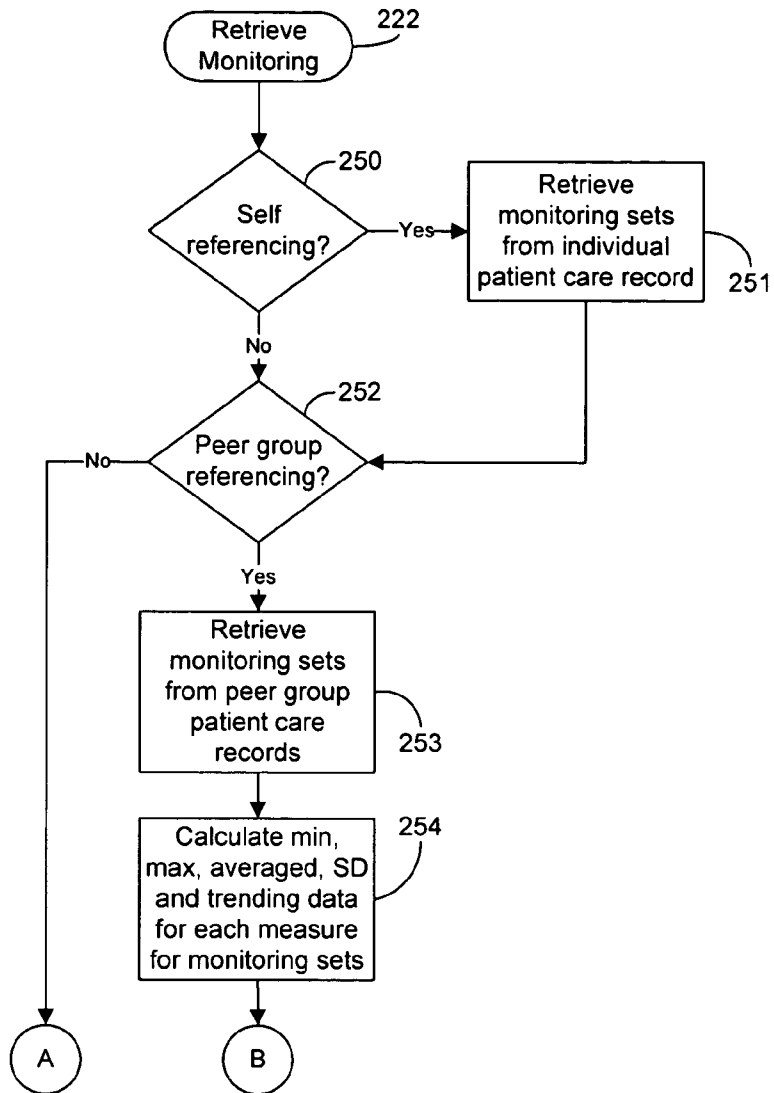 Retrieve
Monitoring
222
250
Self
referencing?
Yes
Retrieve
monitoring sets
from individual
patient care record
251
No
252
Peer group
referencing?
No
Yes
Retrieve
monitoring sets
from peer group
patient care
records
253
254
Calculate min,
max, averaged, SD
and trending data
for each measure
for monitoring sets
A
B